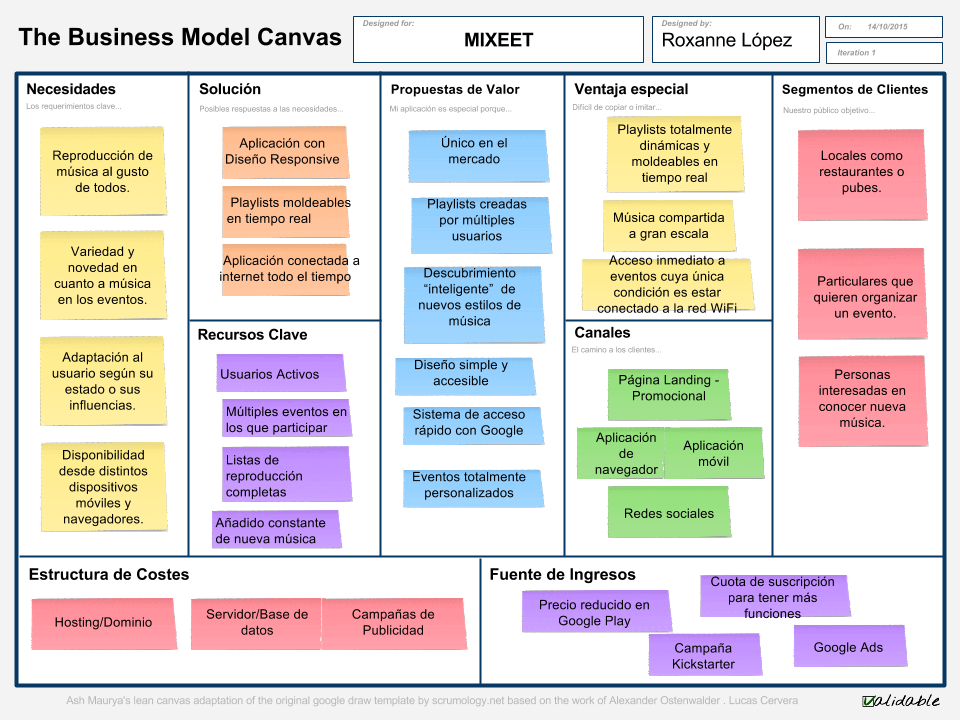 The Business Model Canvas
Designed for:
MIXEET
Designed by:
Roxanne López
On: 14/10/2015
Iteration 1
Necesidades
Los requerimientos clave...
Reproducción de
música al gusto
de todos.
Variedad y
novedad en
cuanto a música
en los eventos.
Adaptación al
usuario según su
estado o sus
influencias.
Disponibilidad
desde distintos
dispositivos
móviles y
navegadores.
Solución
Posibles respuestas a las necesidades...
Aplicación con
Diseño Responsive
Playlists moldeables
en tiempo real
Aplicación conectada a
internet todo el tiempo
Recursos Clave
Usuarios Activos
Múltiples eventos en
los que participar
Listas de
reproducción
completas
Añadido constante
de nueva música
Propuestas de Valor
Mi aplicación es especial porque...
Único en el
mercado
Playlists creadas
por múltiples
usuarios
Descubrimiento
“inteligente” de
nuevos estilos de
música
Diseño simple y
accesible
Sistema de acceso
rápido con Google
Eventos totalmente
personalizados
Ventaja especial
Difícil de copiar o imitar...
Playlists totalmente
dinámicas y
moldeables en
tiempo real
Música compartida
a gran escala
Acceso inmediato a
eventos cuya única
condición es estar
conectado a la red WiFi
Canales
El camino a los clientes...
Página Landing -
Promocional
Aplicación
de
navegador
Aplicación
móvil
Redes sociales
Segmentos de Clientes
Nuestro público objetivo...
Locales como
restaurantes o
pubes.
Particulares que
quieren organizar
un evento.
Personas
interesadas en
conocer nueva
música.
Estructura de Costes
Hosting/Dominio
Servidor/Base de
datos
Campañas de
Publicidad
Fuente de Ingresos
Precio reducido en
Google Play
Cuota de suscripción
para tener más
funciones
Campaña
Kickstarter
Google Ads
Ash Maurya's lean canvas adaptation of the original google draw template by scrumology.net based on the work of Alexander Ostenwalder . Lucas Cervera
Validable